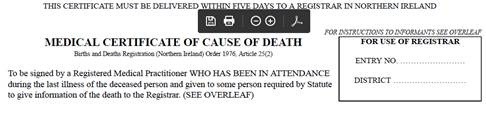 THIS CERTIFICATE MUST BE DELIVERED WITHIN FIVE DAYS TO A REGISTRAR IN NORTHERN IRELAND
FOR INSTRUCTIONS TO INFORMANTS SEE OVERLEAF
MEDICAL CERTIFICATE OF CAUSE OF DEATH
Births and Deaths Registration (Northern Ireland) Order 1976, Article 25(2)
To be signed by a Registered Medical Practitioner WHO HAS BEEN IN ATTENDANCE
during the last illness of the deceased person and given to some person required by Statute
to give information of the death to the Registrar. (SEE OVERLEAF)
FOR USE OF REGISTRAR
ENTRY NO. ........................
DISTRICT ..........................